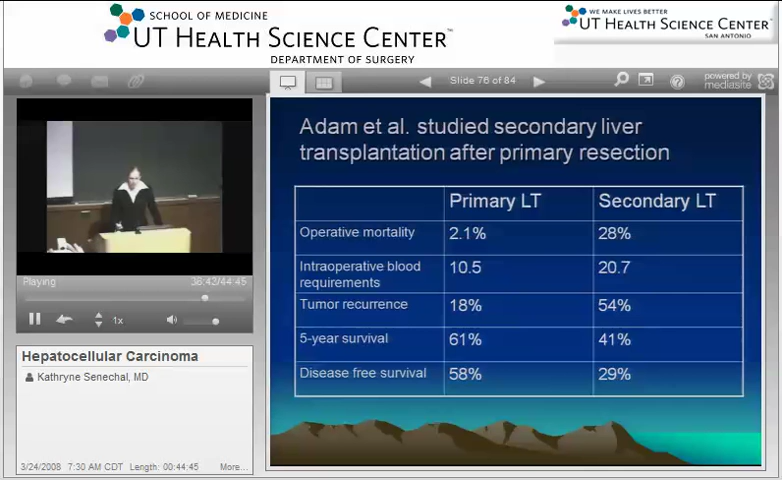 SCHOOL OF MEDICINE
UT HEALTH SCIENCE CENTER™
DEPARTMENT OF SURGERY
WE MAKE LIVES BETTER
UT HEALTH SCIENCE CENTER™
SAN ANTONIO
Slide 76 of 84
powered by
mediasite
Adam et al. studied secondary liver
transplantation after primary resection
Primary LT Secondary LT
Operative mortality 2.1% 28%
Intraoperative blood requirements 10.5 20.7
Tumor recurrence 18% 54%
5-year survival 61% 41%
Disease free survival 58% 29%
Playing 38:42/44:45
1x
Hepatocellular Carcinoma
Kathryne Senechal, MD
3/24/2008 7:30 AM CDT Length: 00:44:45 More...